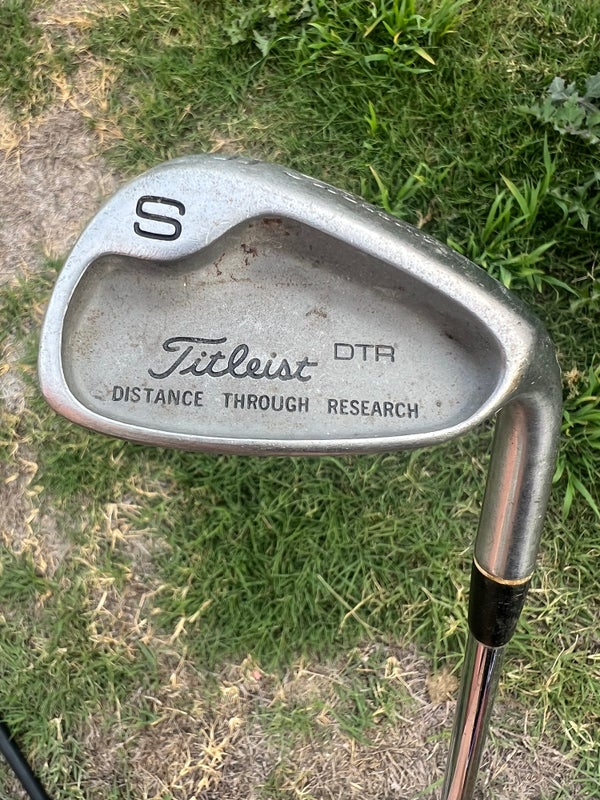 S
Titleist DTR
DISTANCE THROUGH RESEARCH